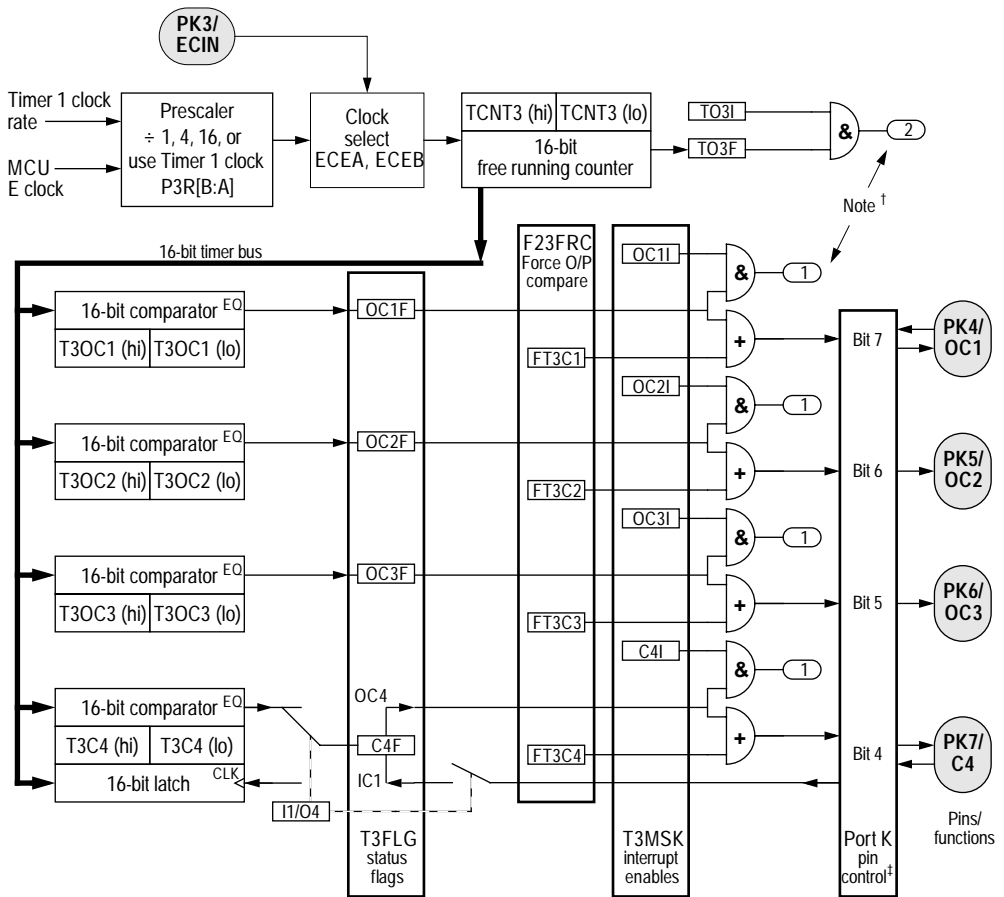 PK3/
ECIN
Timer 1 clock
rate
MCU
E clock
Prescaler
÷ 1, 4, 16, or
use Timer 1 clock
P3R[B:A]
Clock
select
ECEA, ECEB
TCNT3 (hi)
TCNT3 (lo)
16-bit
free running counter
TO3I
TO3F
&
2
Note †
16-bit timer bus
F23FRC
Force O/P
compare
OC1I
&
1
16-bit comparator EQ
T3OC1 (hi)
T3OC1 (lo)
OC1F
FT3C1
+
Bit 7
PK4/
OC1
OC2I
&
1
16-bit comparator EQ
T3OC2 (hi)
T3OC2 (lo)
OC2F
FT3C2
+
Bit 6
PK5/
OC2
OC3I
&
1
16-bit comparator EQ
T3OC3 (hi)
T3OC3 (lo)
OC3F
FT3C3
+
Bit 5
PK6/
OC3
C4I
&
1
16-bit comparator EQ
T3C4 (hi)
T3C4 (lo)
16-bit latch CLK
OC4
C4F
IC1
I1/O4
FT3C4
+
Bit 4
PK7/
C4
Pins/
functions
T3FLG
status
flags
T3MSK
interrupt
enables
Port K
pin
control‡